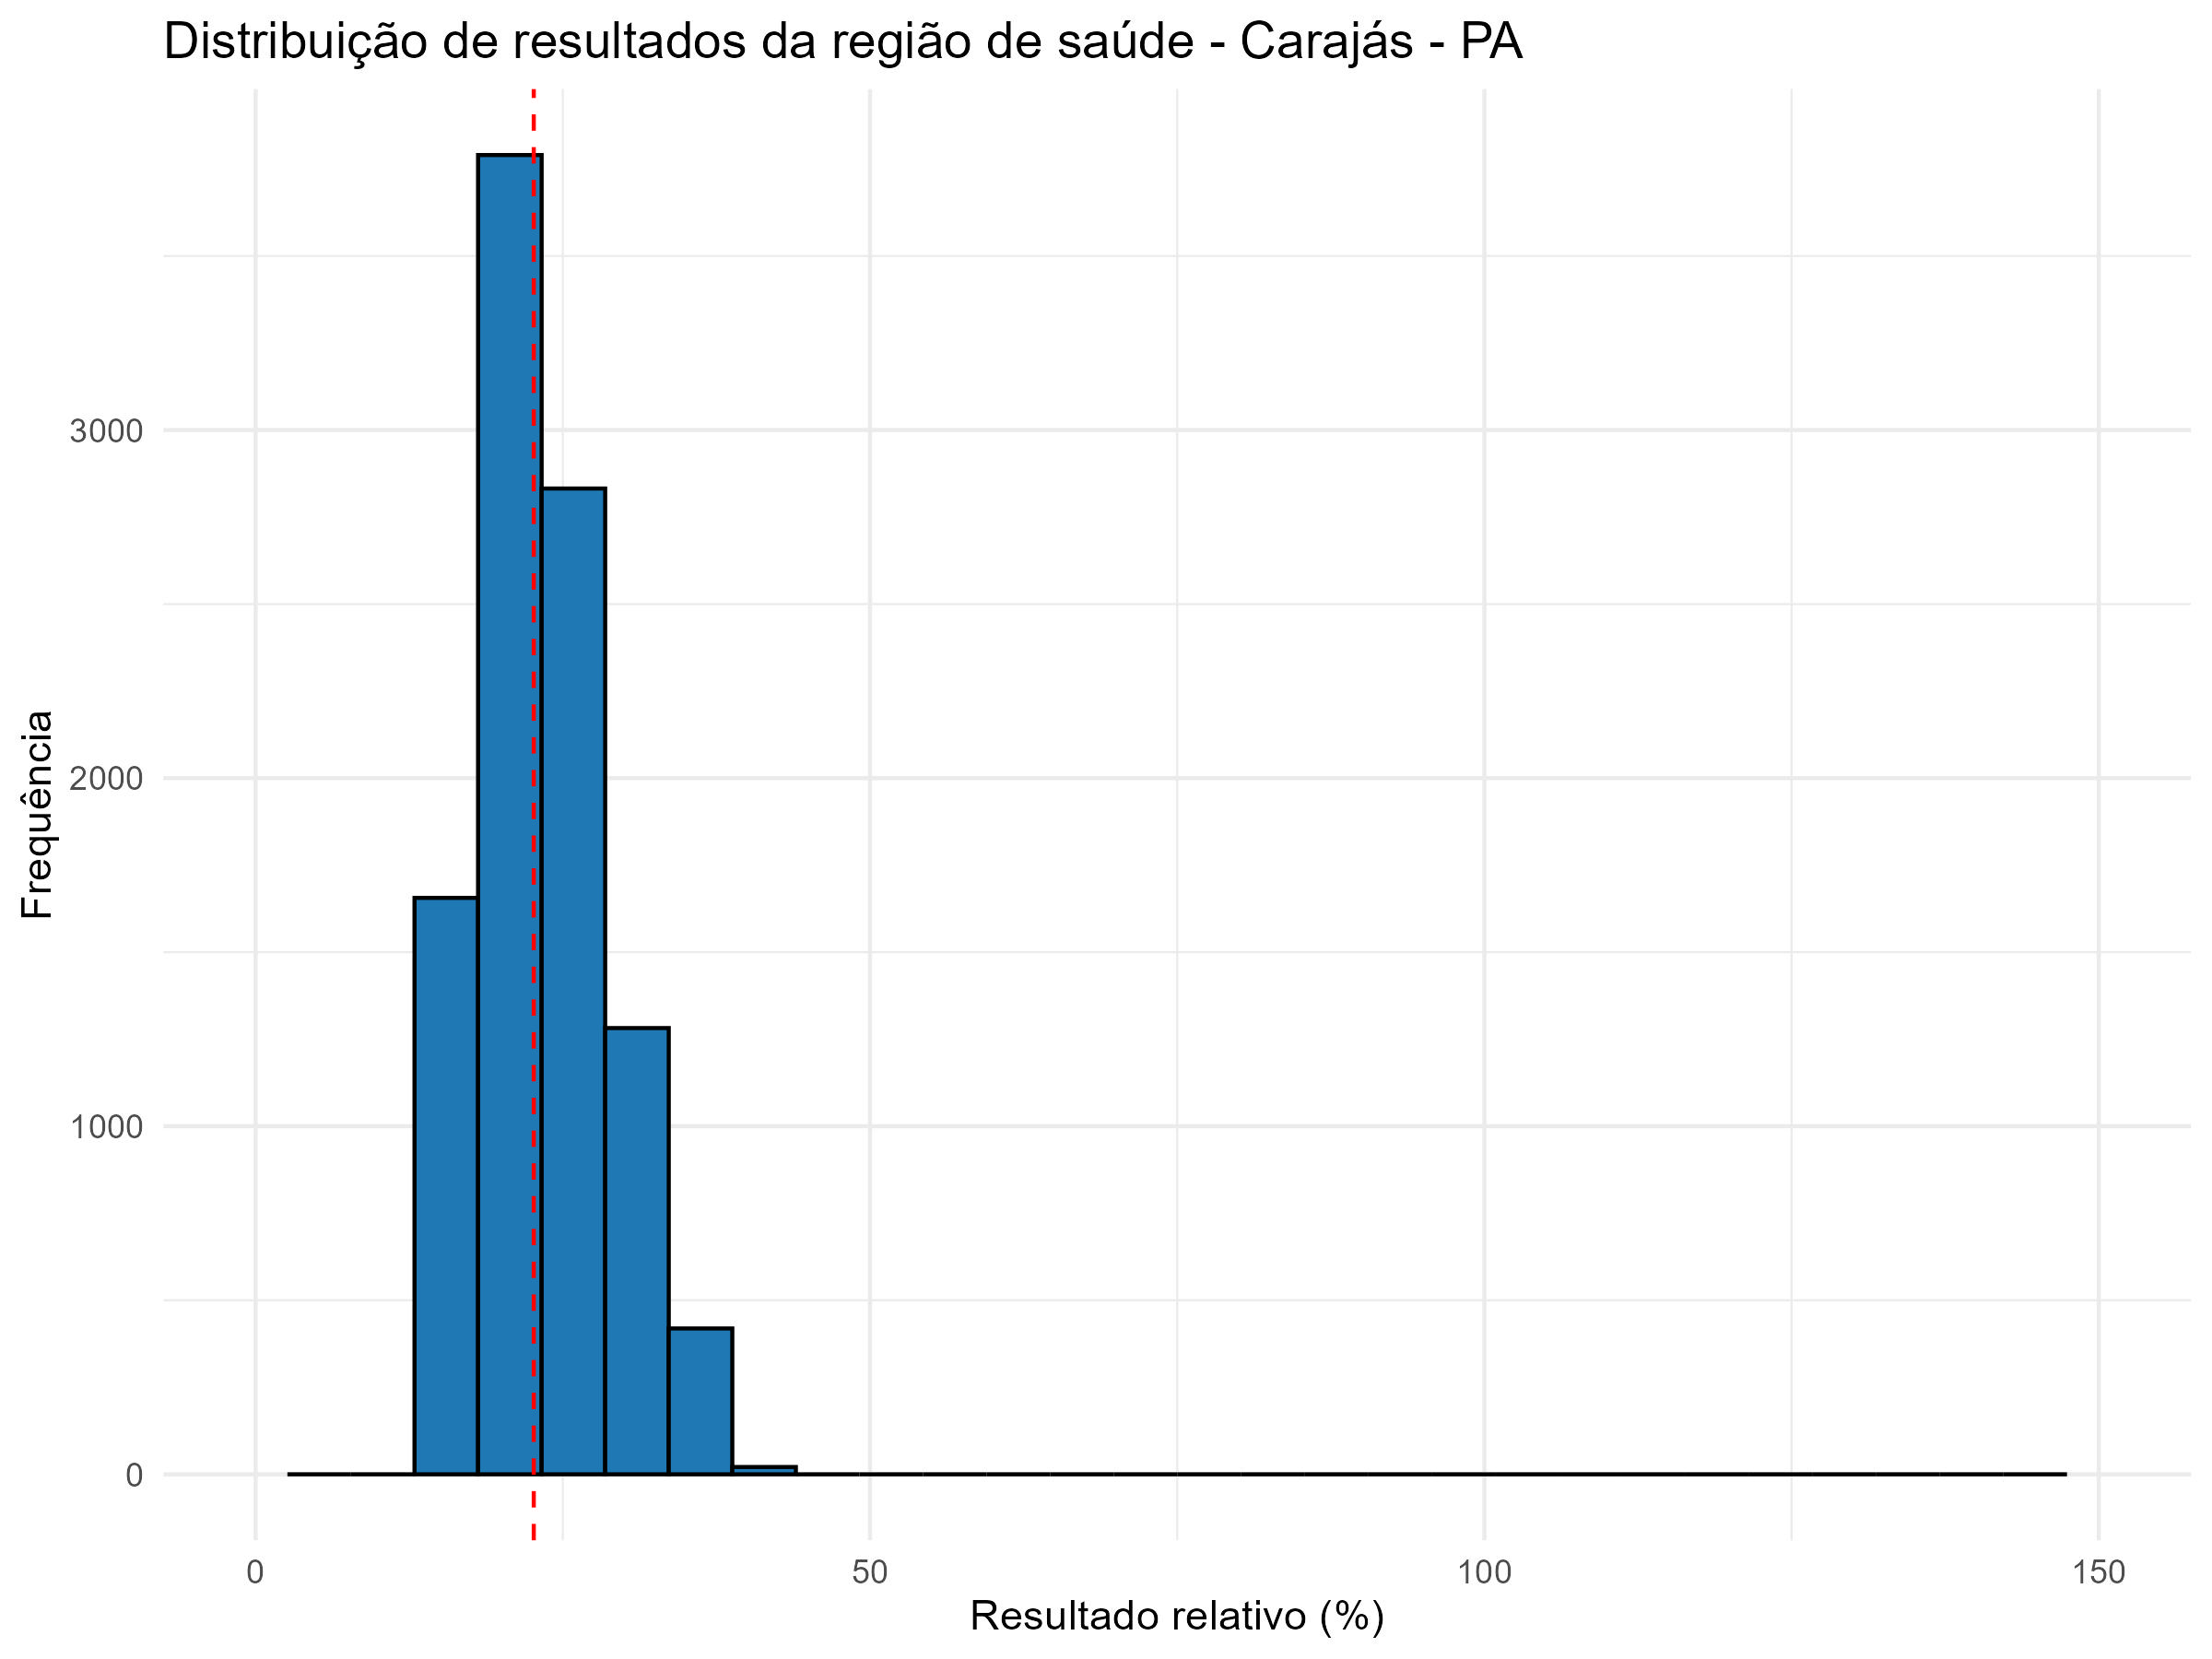 Distribuição de resultados da região de saúde - Carajás - PA
Frequência
3000
2000
1000
0
0 50 100 150
Resultado relativo (%)